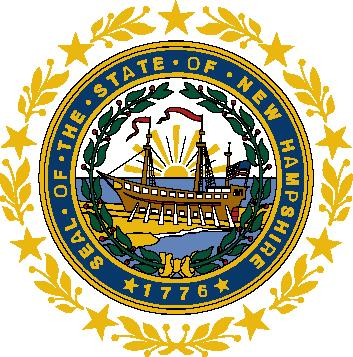 SEAL · OF · THE · STATE · OF · NEW HAMPSHIRE
1776